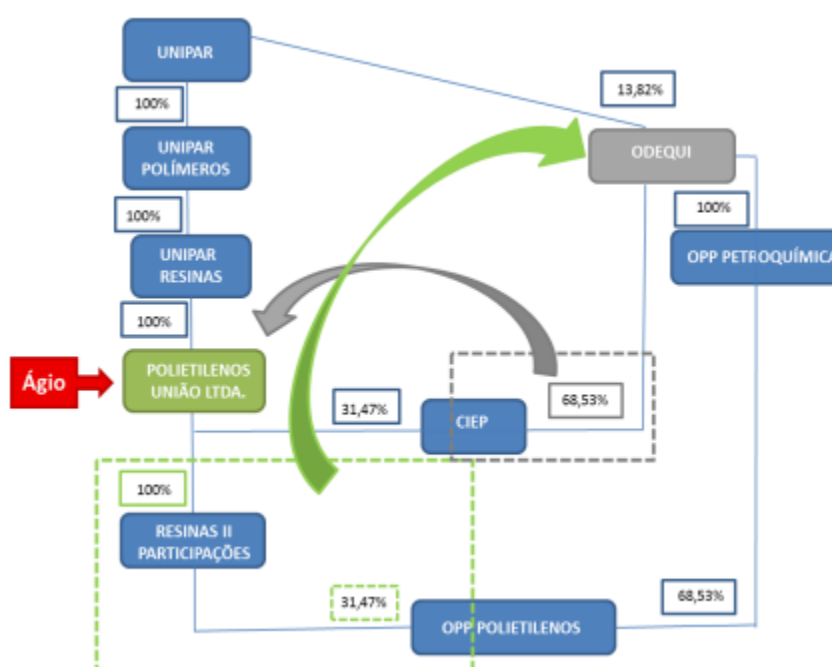 UNIPAR
13,82%
100%
ODEQUI
UNIPAR
POLÍMEROS
100%
100%
UNIPAR
RESINAS
OPP PETROQUÍMICA
100%
Ágio
POLIETILENOS
UNIÃO LTDA.
31,47%
CIEP
68,53%
100%
RESINAS II
PARTICIPAÇÕES
31,47%
OPP POLIETILENOS
68,53%